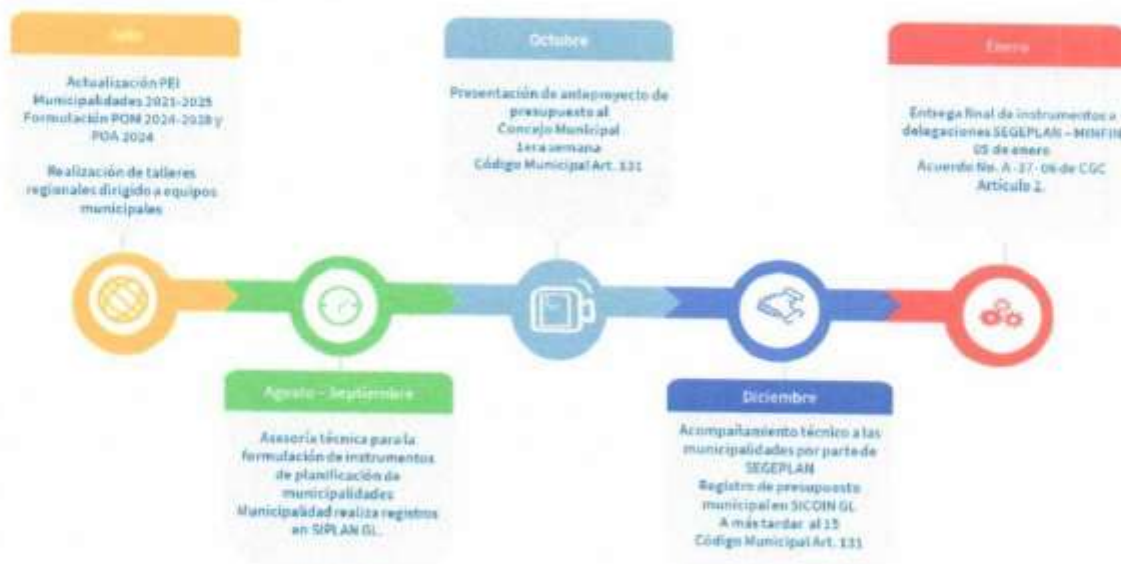 Julio
Actualización PEI
Municipalidades 2021-2025
Formulación POM 2024-2028 y
POA 2024
Realización de talleres
regionales dirigido a equipos
municipales
Agosto - Septiembre
Asesoría técnica para la
formulación de instrumentos
de planificación de
municipalidades
Municipalidad realiza registros
en SIPLAN GL.
Octubre
Presentación de anteproyecto de
presupuesto al
Concejo Municipal
1era semana
Código Municipal Art. 131
Diciembre
Acompañamiento técnico a las
municipalidades por parte de
SEGEPLAN
Registro de presupuesto
municipal en SICOIN GL
A más tardar al 15
Código Municipal Art. 131
Enero
Entrega final de instrumentos a
delegaciones SEGEPLAN – MINFIN
05 de enero
Acuerdo No. A -37- 06 de CGC
Artículo 2.